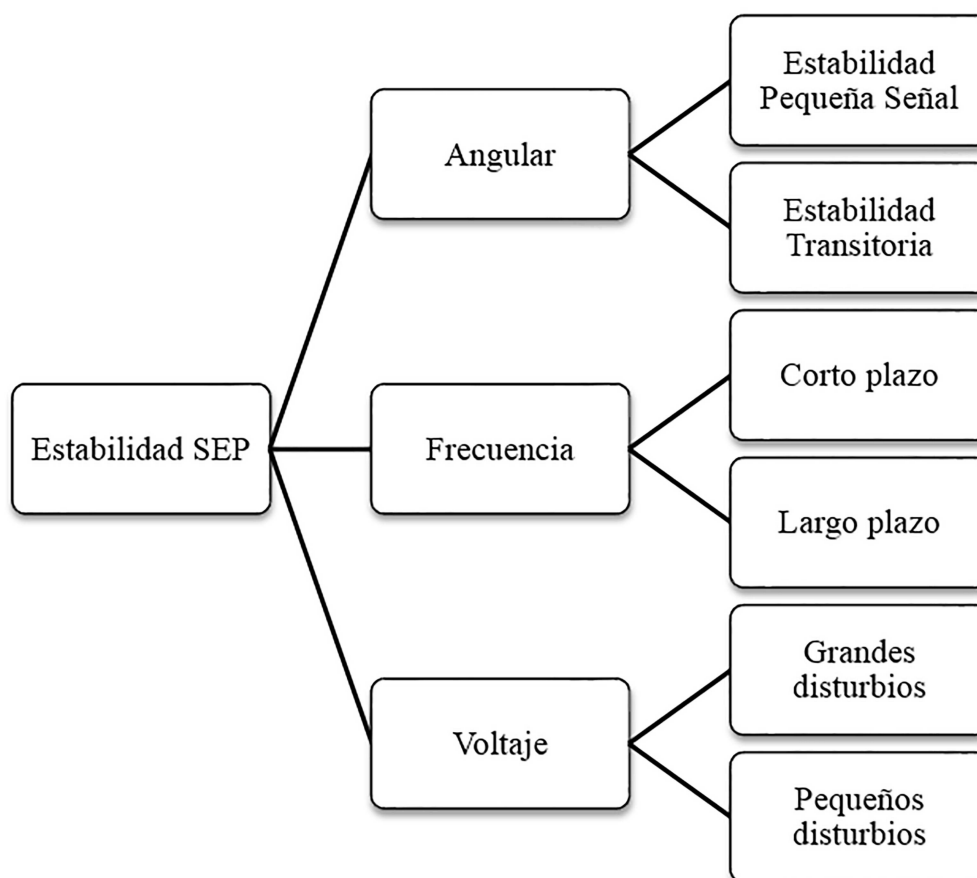 Estabilidad SEP
Angular
Estabilidad
Pequeña Señal
Estabilidad
Transitoria
Frecuencia
Corto plazo
Largo plazo
Voltaje
Grandes
disturbios
Pequeños
disturbios